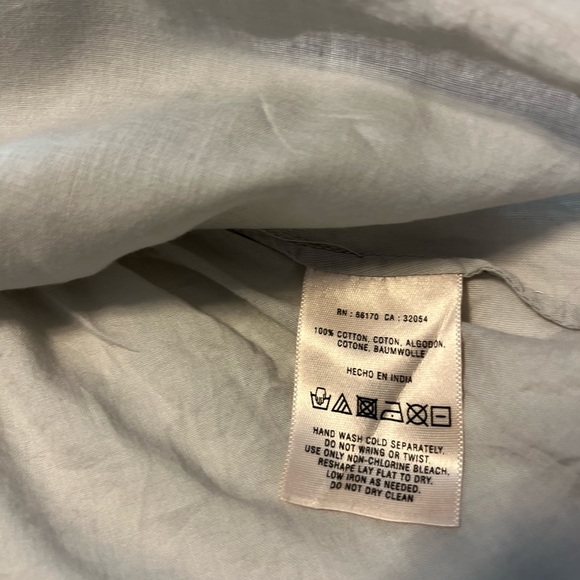 RN : 66170 CA : 32054
100% COTTON, COTON, ALGODON,
COTONE, BAUMWOLLE
HECHO EN INDIA
HAND WASH COLD SEPARATELY.
DO NOT WRING OR TWIST.
USE ONLY NON-CHLORINE BLEACH.
RESHAPE LAY FLAT TO DRY.
LOW IRON AS NEEDED.
DO NOT DRY CLEAN